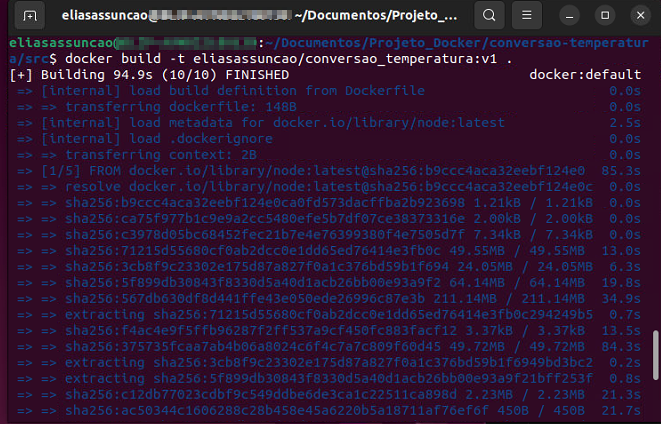 eliasassuncao@ ~/Documentos/Projeto_...
eliasassuncao@ :~/Documentos/Projeto_Docker/conversao-temperatur
a/src$ docker build -t eliasassuncao/conversao_temperatura:v1 .
[+] Building 94.9s (10/10) FINISHED docker:default
=> [internal] load build definition from Dockerfile 0.0s
=> => transferring dockerfile: 148B 0.0s
=> [internal] load metadata for docker.io/library/node:latest 2.5s
=> [internal] load .dockerignore 0.0s
=> => transferring context: 2B 0.0s
=> [1/5] FROM docker.io/library/node:latest@sha256:b9ccc4aca32eebf124e0 85.3s
=> => resolve docker.io/library/node:latest@sha256:b9ccc4aca32eebf124e0c 0.0s
=> => sha256:b9ccc4aca32eebf124e0ca0fd573dacffba2b923698 1.21kB / 1.21kB 0.0s
=> => sha256:ca75f977b1c9e9a2cc5480efe5b7df07ce38373316e 2.00kB / 2.00kB 0.0s
=> => sha256:c3978d05bc68452fec21b7e4e76399380f4e7505d7f 7.34kB / 7.34kB 0.0s
=> => sha256:71215d55680cf0ab2dcc0e1dd65ed76414e3fb0c 49.55MB / 49.55MB 13.0s
=> => sha256:3cb8f9c23302e175d87a827f0a1c376bd59b1f694 24.05MB / 24.05MB 6.3s
=> => sha256:5f899db30843f8330d5a40d1acb26bb00e93a9f2 64.14MB / 64.14MB 19.8s
=> => sha256:567db630df8d441ffe43e050ede26996c87e3b 211.14MB / 211.14MB 34.9s
=> => extracting sha256:71215d55680cf0ab2dcc0e1dd65ed76414e3fb0c294249b5 0.7s
=> => sha256:f4ac4e9f5ffb96287f2ff537a9cf450fc883facf12 3.37kB / 3.37kB 13.5s
=> => sha256:375735fcaa7ab4b06a8024c6f4c7a7c809f60d45 49.72MB / 49.72MB 84.3s
=> => extracting sha256:3cb8f9c23302e175d87a827f0a1c376bd59b1f6949bd3bc2 0.2s
=> => extracting sha256:5f899db30843f8330d5a40d1acb26bb00e93a9f21bff253f 0.8s
=> => sha256:c12db77023cdbf9c549ddbe6de3ca1c22511ca898d 2.23MB / 2.23MB 21.3s
=> => sha256:ac50344c1606288c28b458e45a6220b5a18711af76ef6f 450B / 450B 21.7s